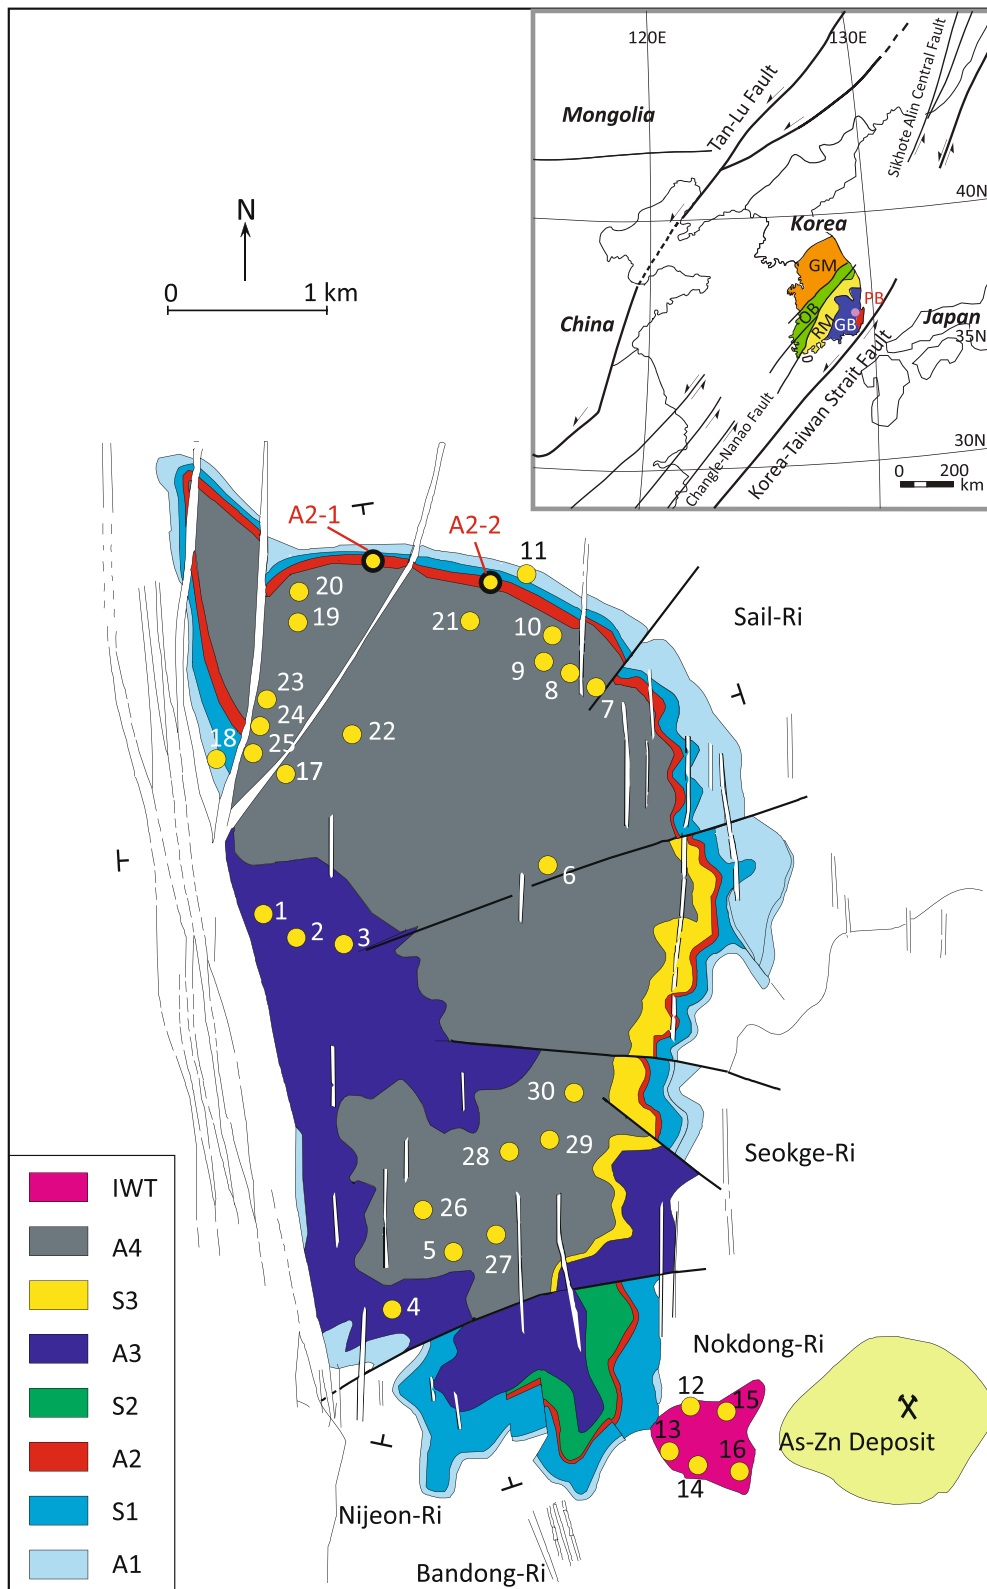 120E
130E
Tan-Lu Fault
Sikhote Alin Central Fault
Mongolia
40N
Korea
GM
OB
RM
GB
PB
Japan
China
35N
Changle-Nanao Fault
Korea-Taiwan Strait Fault
30N
0 200
km
N
0 1 km
A2-1
A2-2
11
20
19
21
10
9
8
7
Sail-Ri
23
24
25
18
17
22
6
1
2
3
30
29
28
26
5
27
4
Seokge-Ri
Nokdong-Ri
12
15
13
14
16
As-Zn Deposit
Nijeon-Ri
Bandong-Ri
IWT
A4
S3
A3
S2
A2
S1
A1